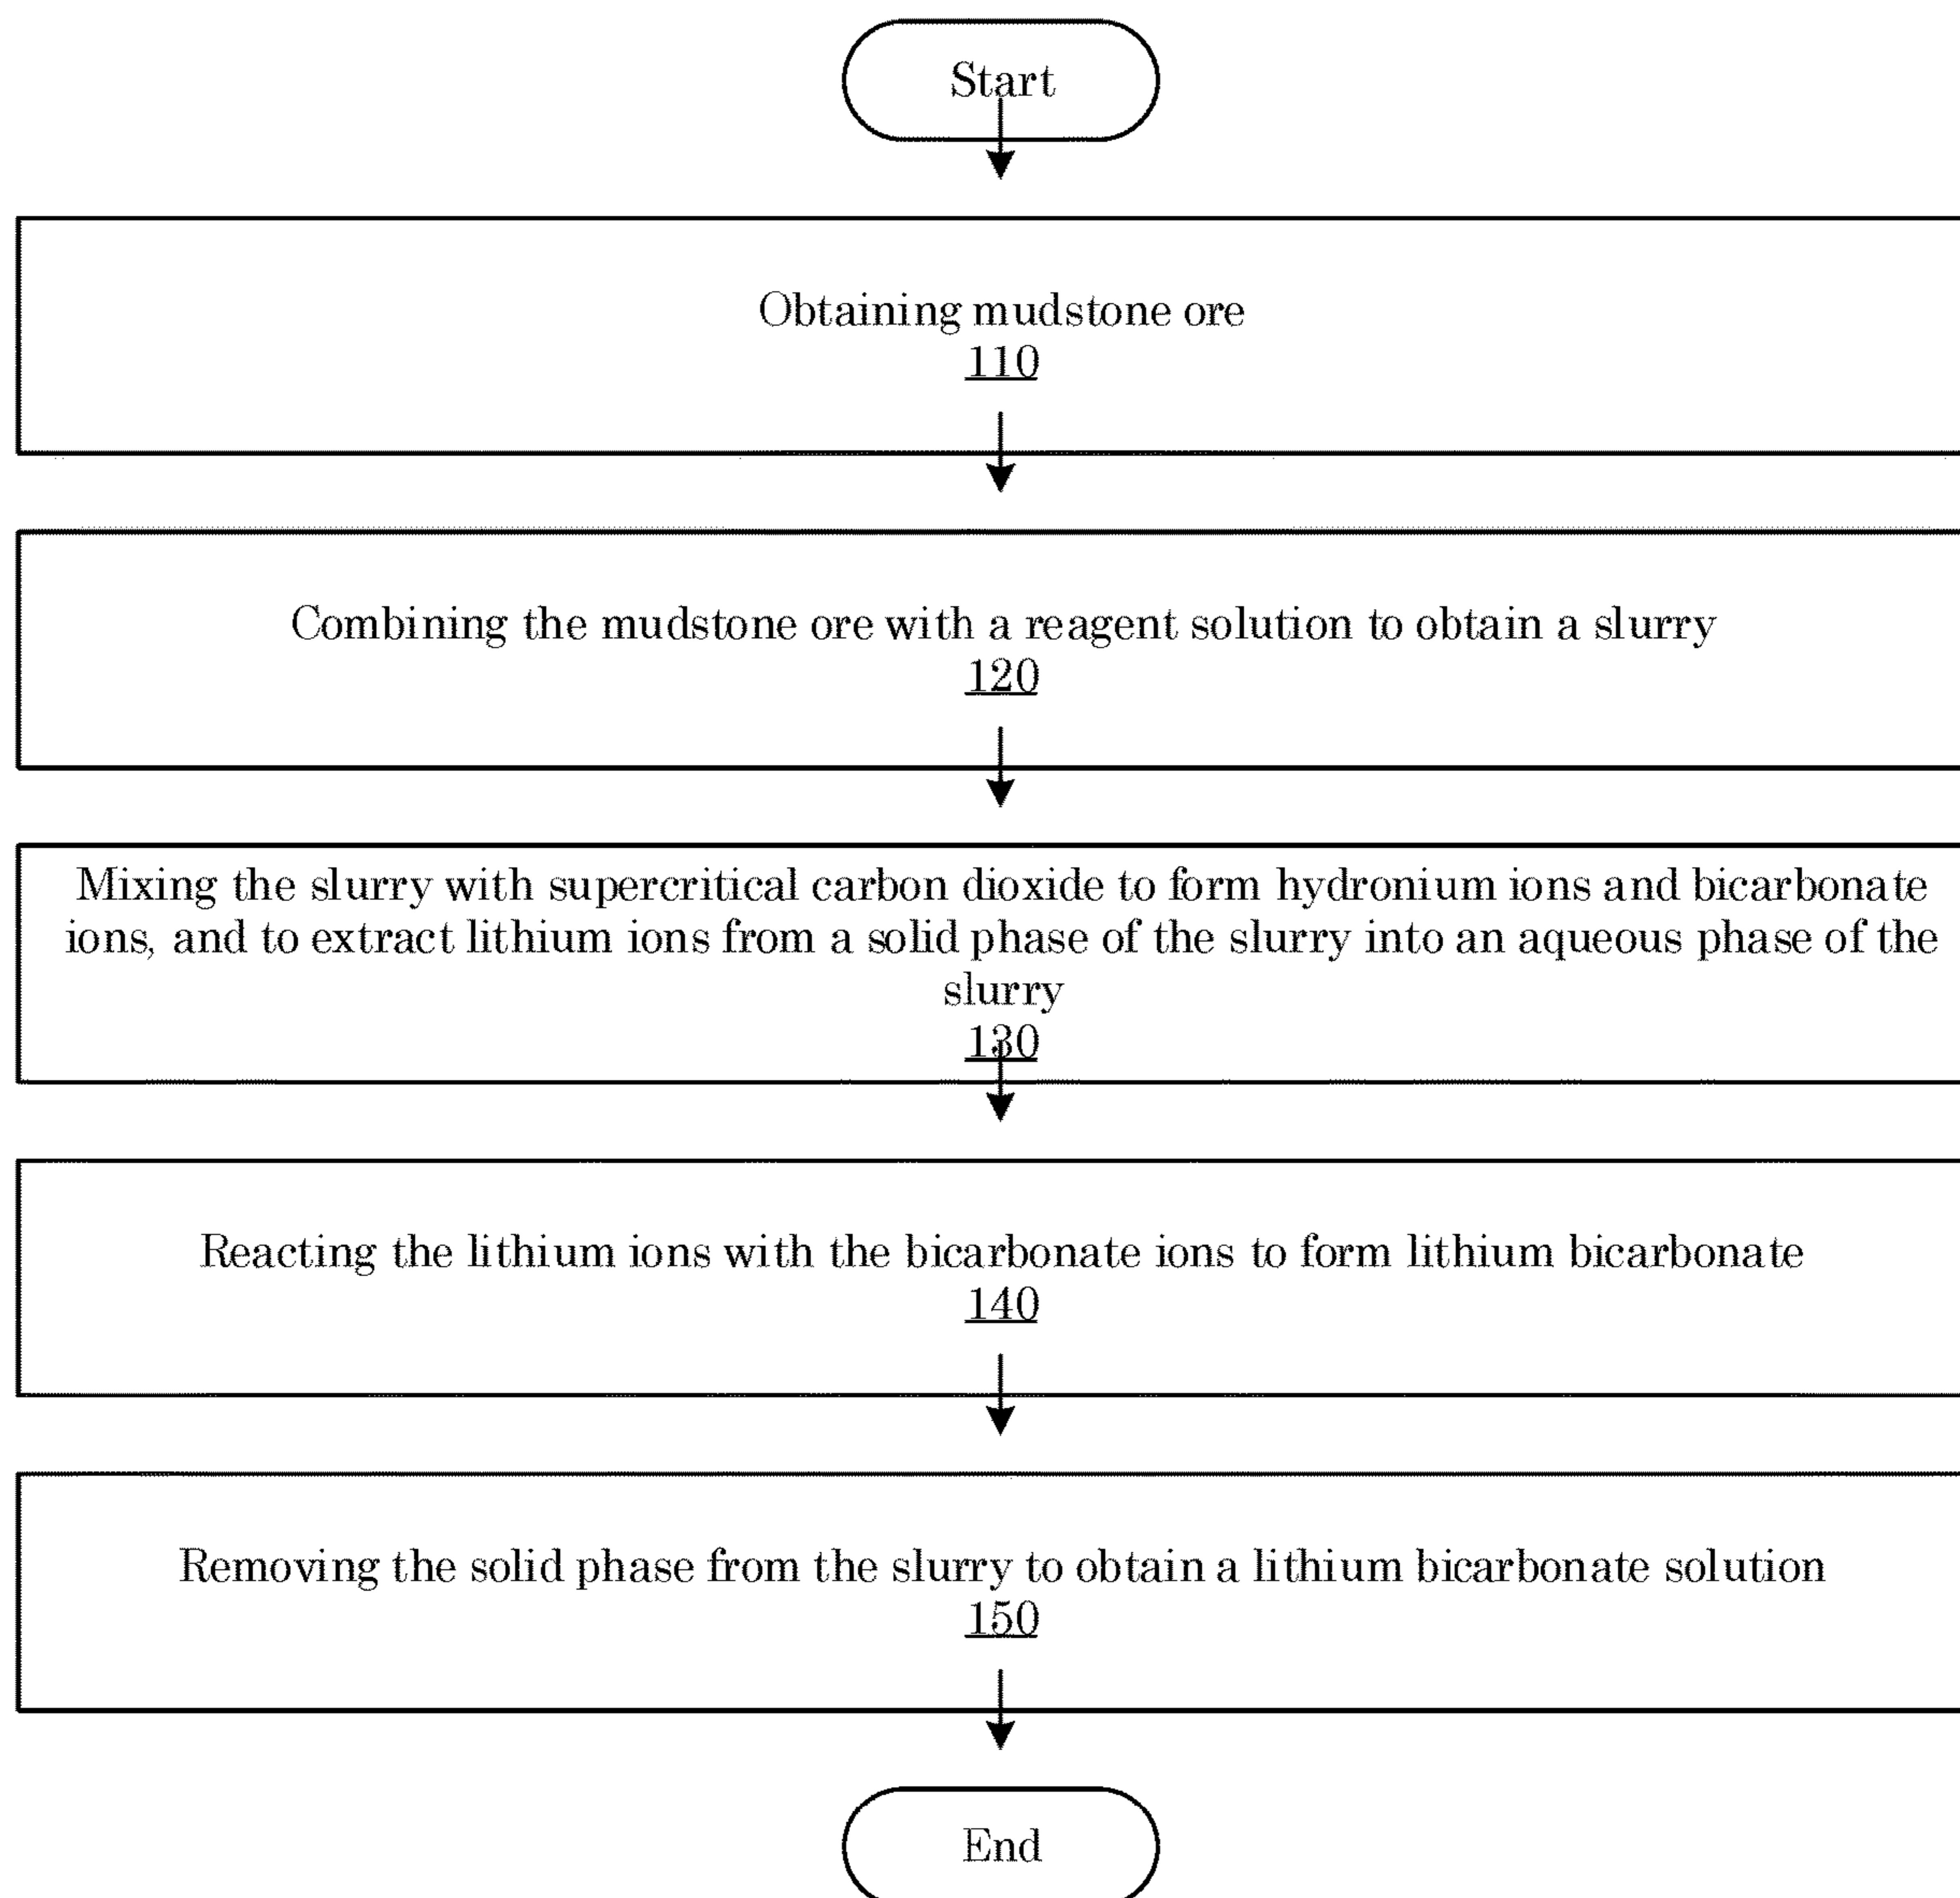 Start
Obtaining mudstone ore
110
Combining the mudstone ore with a reagent solution to obtain a slurry
120
Mixing the slurry with supercritical carbon dioxide to form hydronium ions and bicarbonate
ions, and to extract lithium ions from a solid phase of the slurry into an aqueous phase of the
slurry
130
Reacting the lithium ions with the bicarbonate ions to form lithium bicarbonate
140
Removing the solid phase from the slurry to obtain a lithium bicarbonate solution
150
End